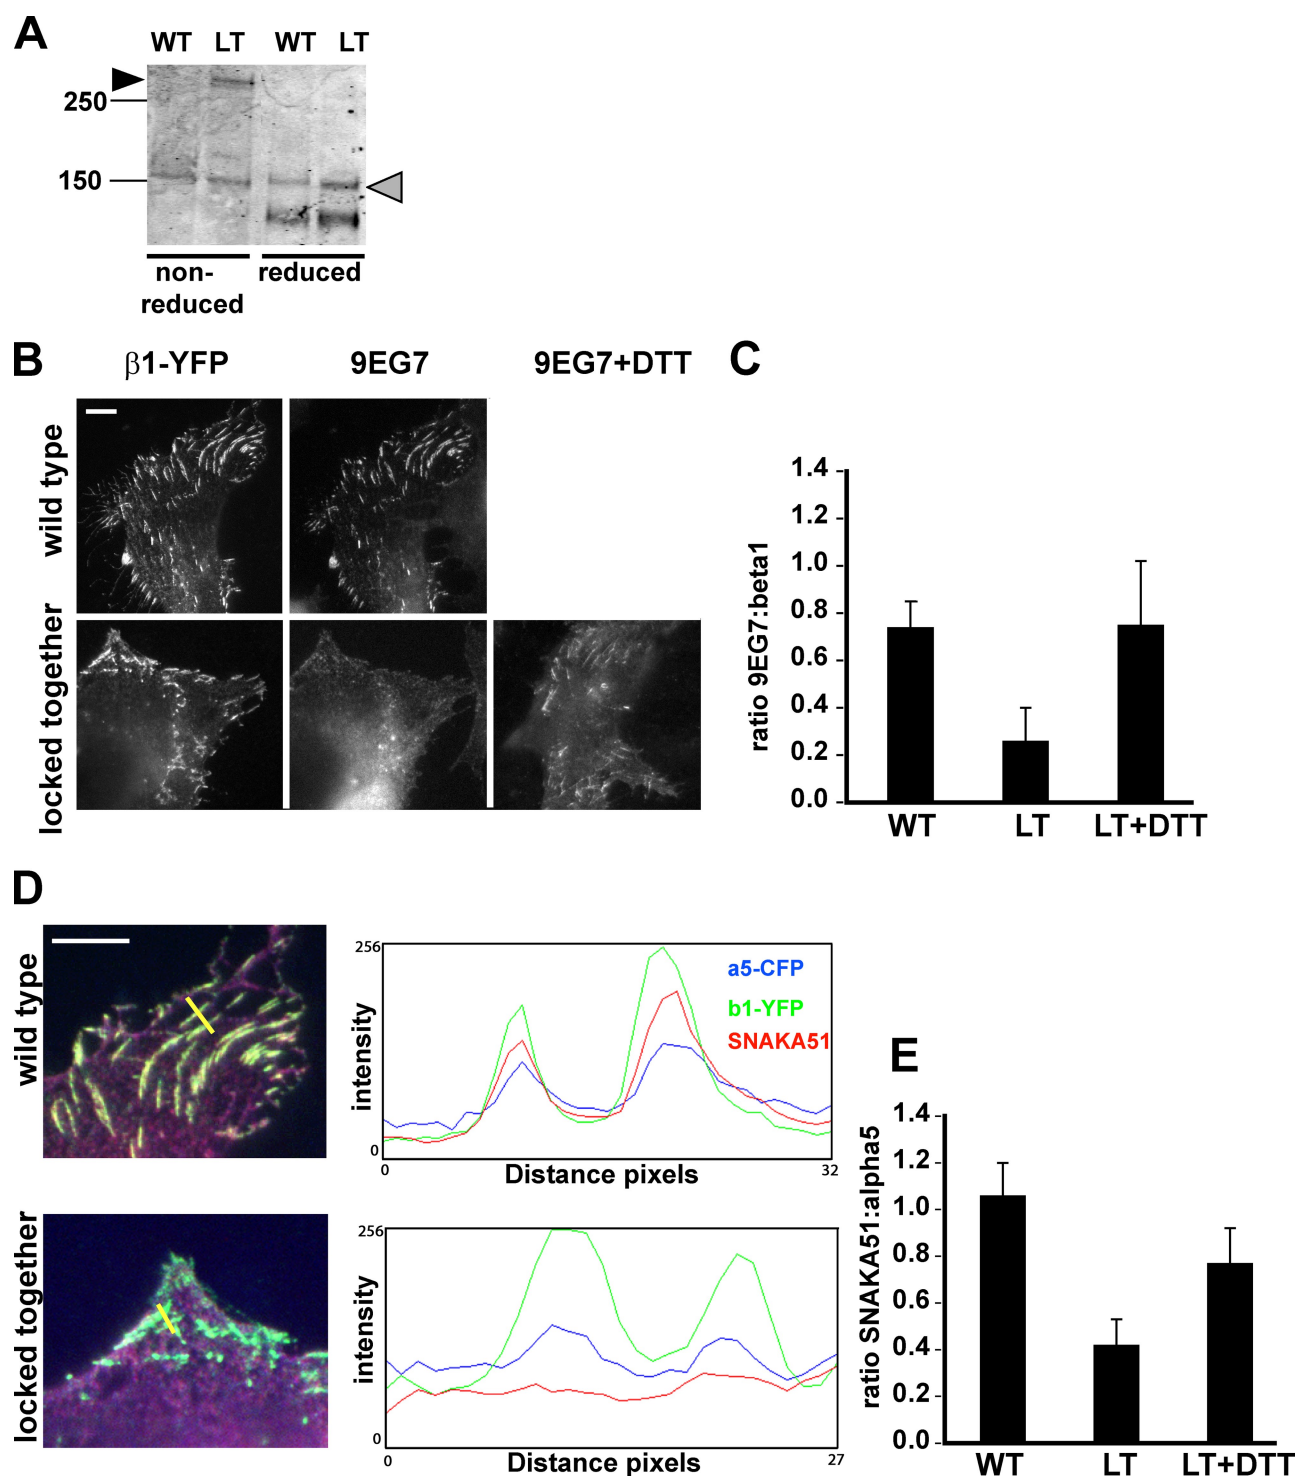 A
WT LT WT LT
250
150
non-
reduced
reduced
B
β1-YFP 9EG7 9EG7+DTT
wild type
locked together
C
ratio 9EG7:beta1
1.4
1.2
1.0
0.8
0.6
0.4
0.2
0.0
WT LT LT+DTT
D
wild type
256
intensity
0
a5-CFP
b1-YFP
SNAKA51
0 Distance pixels 32
locked together
256
intensity
0
0 Distance pixels 27
E
ratio SNAKA51:alpha5
1.4
1.2
1.0
0.8
0.6
0.4
0.2
0.0
WT LT LT+DTT